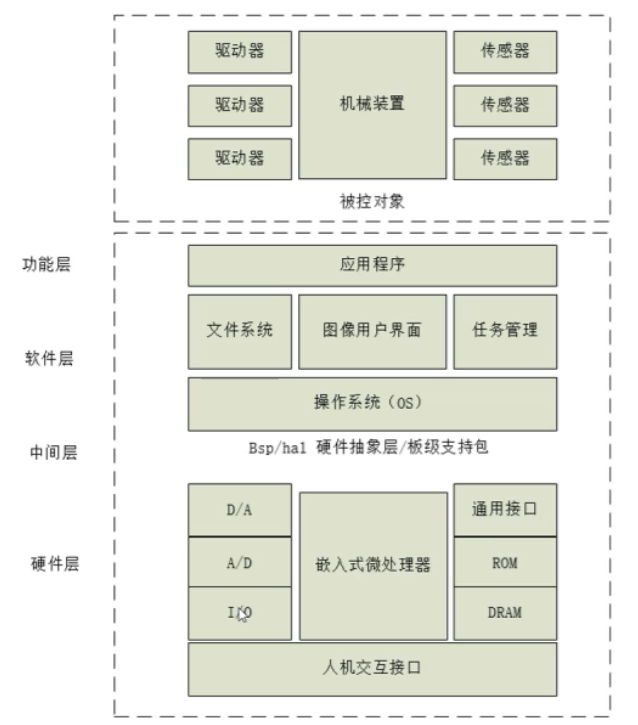 驱动器
机械装置
传感器
驱动器
传感器
驱动器
传感器
被控对象
功能层
应用程序
文件系统
图像用户界面
任务管理
软件层
操作系统（OS）
中间层
Bsp/hal 硬件抽象层/板级支持包
D/A
通用接口
硬件层
A/D
嵌入式微处理器
ROM
I/O
DRAM
人机交互接口